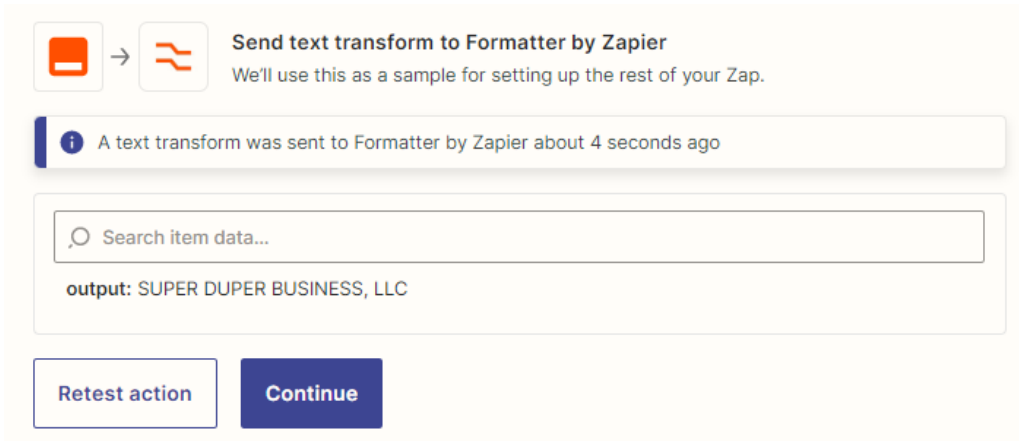 Send text transform to Formatter by Zapier
We'll use this as a sample for setting up the rest of your Zap.
A text transform was sent to Formatter by Zapier about 4 seconds ago
Search item data...
output: SUPER DUPER BUSINESS, LLC
Retest action
Continue